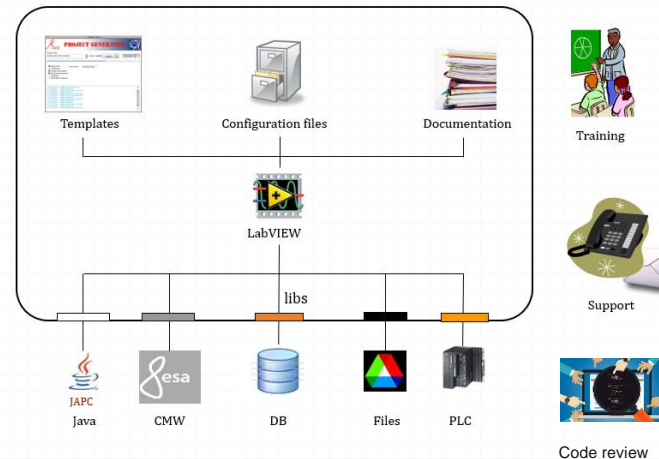 PROJECT GENERATOR
Templates
Configuration files
Documentation
Training
LabVIEW
Support
libs
JAPC
esa
Java
CMW
DB
Files
PLC
Code review